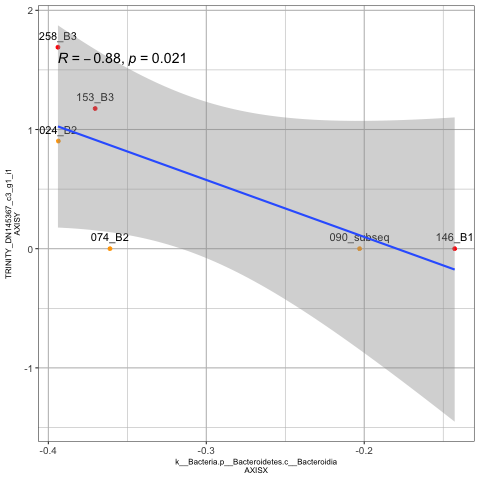 2
258_B3
R = −0.88, p = 0.021
153_B3
1
024_B2
074_B2
090_subseq
146_B1
0
-1
-0.4
-0.3
-0.2
k__Bacteria.p__Bacteroidetes.c__Bacteroidia
AXISX
TRINITY_DN145367_c3_g1_i1
AXISY